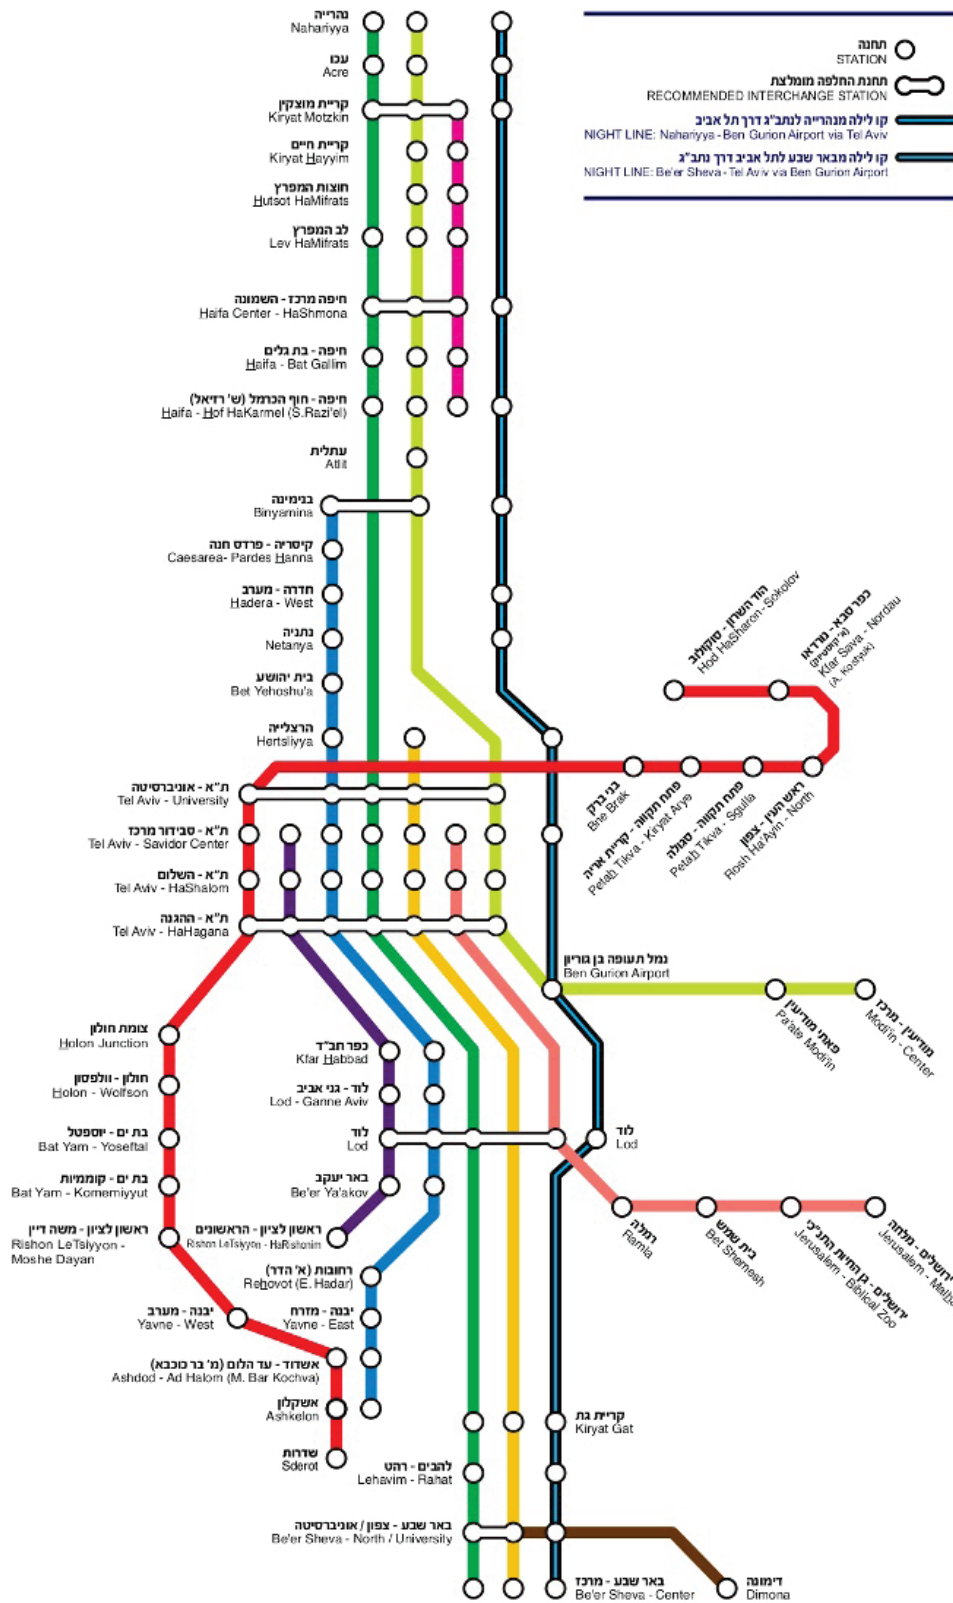 תחנה
STATION
תחנת החלפה מומלצת
RECOMMENDED INTERCHANGE STATION
קו לילה מנהרייה לנתב"ג דרך תל אביב
NIGHT LINE: Nahariyya - Ben Gurion Airport via Tel Aviv
קו לילה מבאר שבע לתל אביב דרך נתב"ג
NIGHT LINE: Be'er Sheva - Tel Aviv via Ben Gurion Airport
נהרייה
Nahariyya
עכו
Acre
קריית מוצקין
Kiryat Motzkin
קריית חיים
Kiryat Hayyim
חוצות המפרץ
Hutsot HaMifrats
לב המפרץ
Lev HaMifrats
חיפה מרכז - השמונה
Haifa Center - HaShmona
חיפה - בת גלים
Haifa - Bat Gallim
חיפה - חוף הכרמל (ש' רזיאל)
Haifa - Hof HaKarmel (S.Razi'el)
עתלית
Atlit
בנימינה
Binyamina
קיסריה - פרדס חנה
Caesarea- Pardes Hanna
חדרה - מערב
Hadera - West
נתניה
Netanya
בית יהושע
Bet Yehoshu'a
הרצלייה
Hertsliyya
הוד השרון - סוקולוב
Hod HaSharon - Sokolov
כפר סבא - נורדאו
(א' קוסטיוק)
Kfar Sava - Nordau
(A. Kostyuk)
בני ברק
Bne Brak
פתח תקווה - קריית אריה
Petah Tikva - Kiryat Arye
פתח תקווה - סגולה
Petah Tikva - Sgulla
ראש העין - צפון
Rosh Ha'Ayin - North
ת"א - אוניברסיטה
Tel Aviv - University
ת"א - סבידור מרכז
Tel Aviv - Savidor Center
ת"א - השלום
Tel Aviv - HaShalom
ת"א - ההגנה
Tel Aviv - HaHagana
נמל תעופה בן גוריון
Ben Gurion Airport
פאתי מודיעין
Pa'ate Modi'in
מודיעין - מרכז
Modi'in - Center
צומת חולון
Holon Junction
חולון - וולפסון
Holon - Wolfson
בת ים - יוספטל
Bat Yam - Yoseftal
בת ים - קוממיות
Bat Yam - Komemiyyut
ראשון לציון - משה דיין
Rishon LeTsiyyon -
Moshe Dayan
כפר חב"ד
Kfar Habbad
לוד - גני אביב
Lod - Ganne Aviv
לוד
Lod
באר יעקב
Be'er Ya'akov
ראשון לציון - הראשונים
Rishon LeTsiyyon - HaRishonim
לוד
Lod
רמלה
Ramla
בית שמש
Bet Shemesh
ירושלים - גן החיות התנ"כי
Jerusalem - Biblical Zoo
ירושלים - מלחה
Jerusalem -
רחובות (א' הדר)
Rehovot (E. Hadar)
יבנה - מערב
Yavne - West
יבנה - מזרח
Yavne - East
אשדוד - עד הלום (מ' בר כוכבא)
Ashdod - Ad Halom (M. Bar Kochva)
אשקלון
Ashkelon
שדרות
Sderot
קריית גת
Kiryat Gat
להבים - רהט
Lehavim - Rahat
באר שבע - צפון / אוניברסיטה
Be'er Sheva - North / University
באר שבע - מרכז
Be'er Sheva - Center
דימונה
Dimona